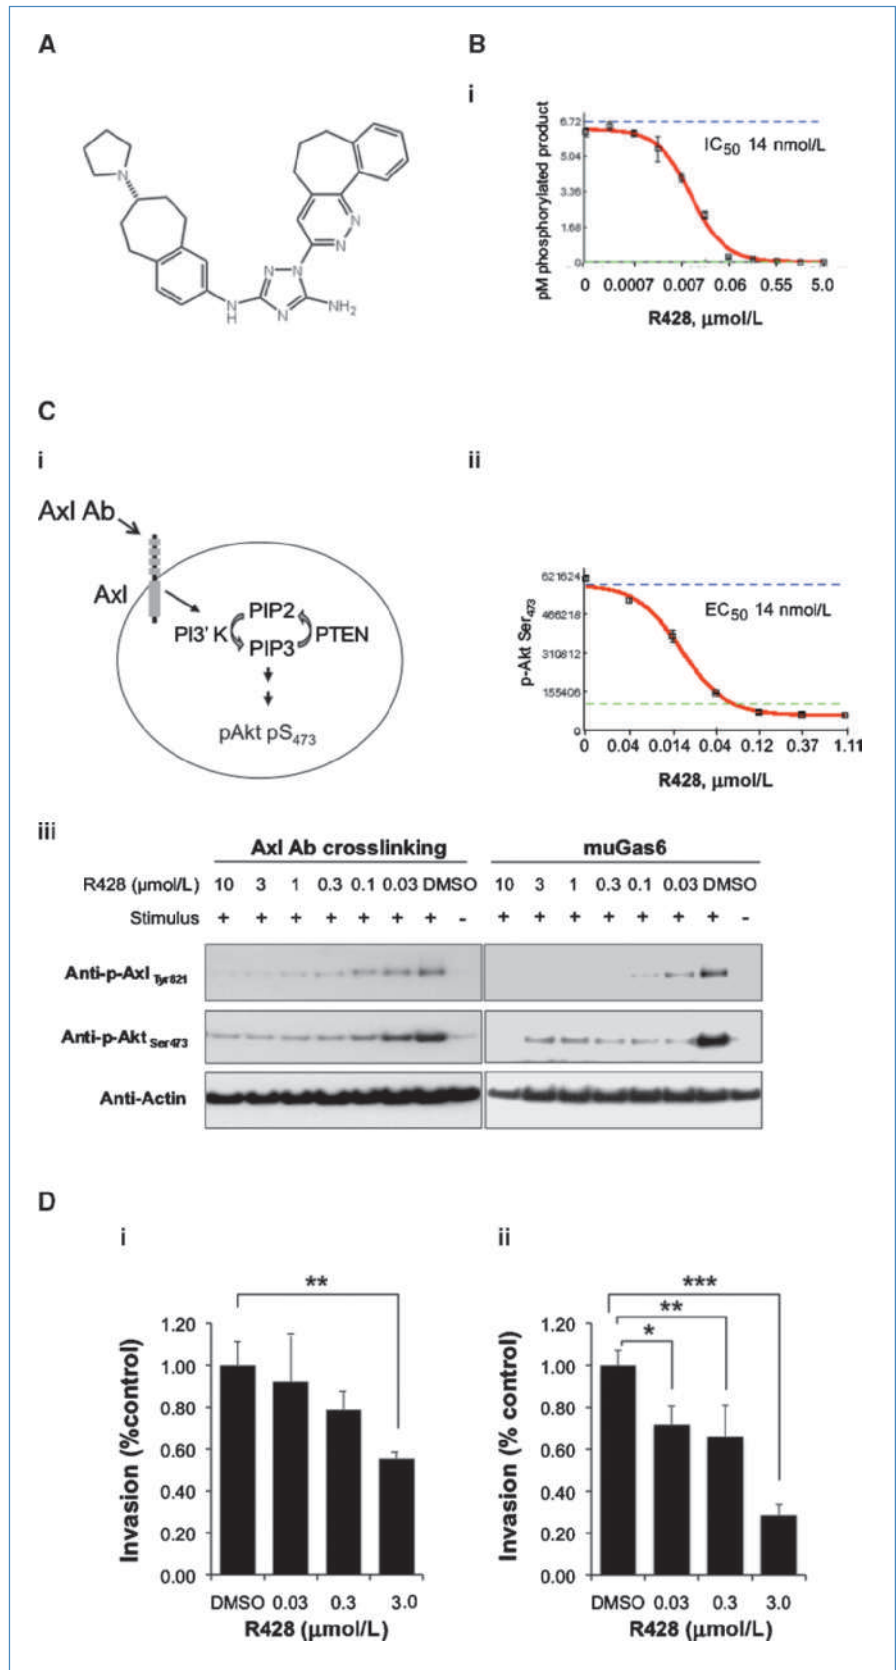 A
N
N
N
N
N
H
N
N
N
NH2
B
i
pM phosphorylated product
6.72
5.04
3.36
1.68
0
IC50 14 nmol/L
0 0.0007 0.007 0.06 0.55 5.0
R428, μmol/L
C
i
Axl Ab
Axl
PI3' K
PIP2
PIP3
PTEN
pAkt pS473
ii
p-Akt Ser473
621624
466218
310812
155406
0
EC50 14 nmol/L
0 0.04 0.014 0.04 0.12 0.37 1.11
R428, μmol/L
iii
Axl Ab crosslinking
muGas6
R428 (μmol/L) 10 3 1 0.3 0.1 0.03 DMSO 10 3 1 0.3 0.1 0.03 DMSO
Stimulus + + + + + + + - + + + + + + + -
Anti-p-Axl Tyr821
Anti-p-Akt Ser473
Anti-Actin
D
i
**
Invasion (%control)
1.20
1.00
0.80
0.60
0.40
0.20
0.00
DMSO 0.03 0.3 3.0
R428 (μmol/L)
ii
***
**
*
Invasion (% control)
1.20
1.00
0.80
0.60
0.40
0.20
0.00
DMSO 0.03 0.3 3.0
R428 (μmol/L)